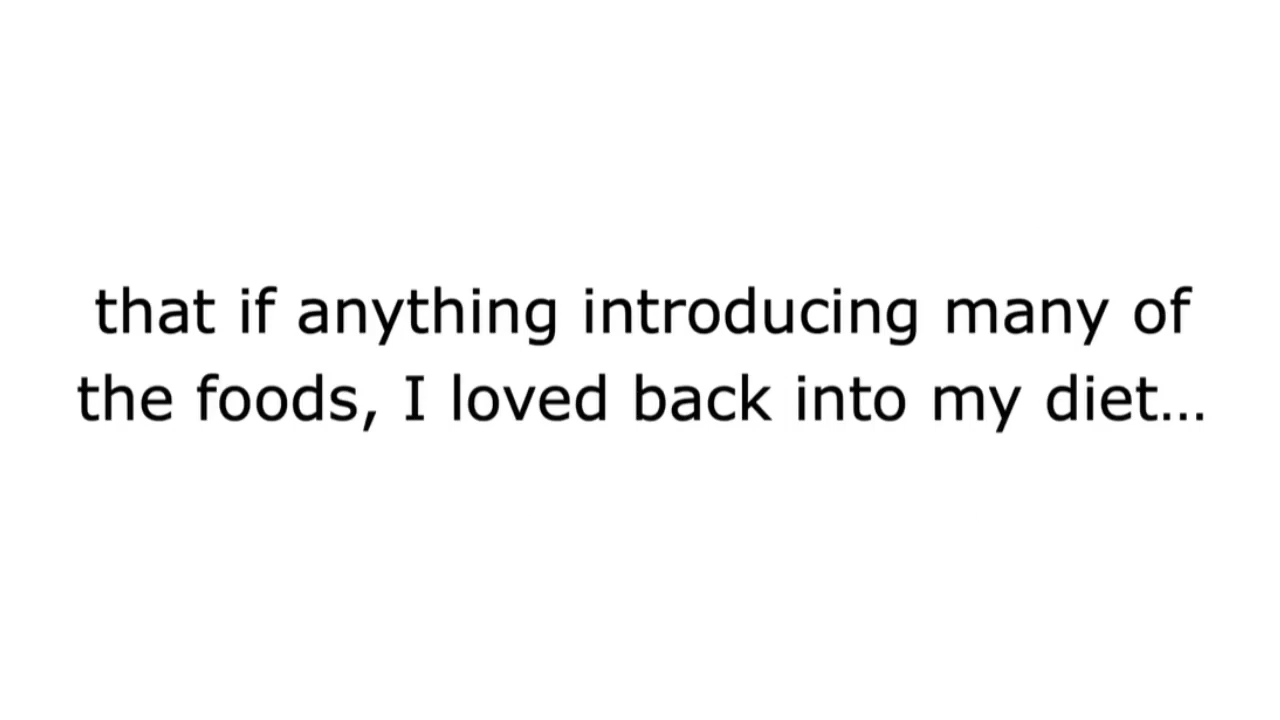 that if anything introducing many of
the foods, I loved back into my diet...